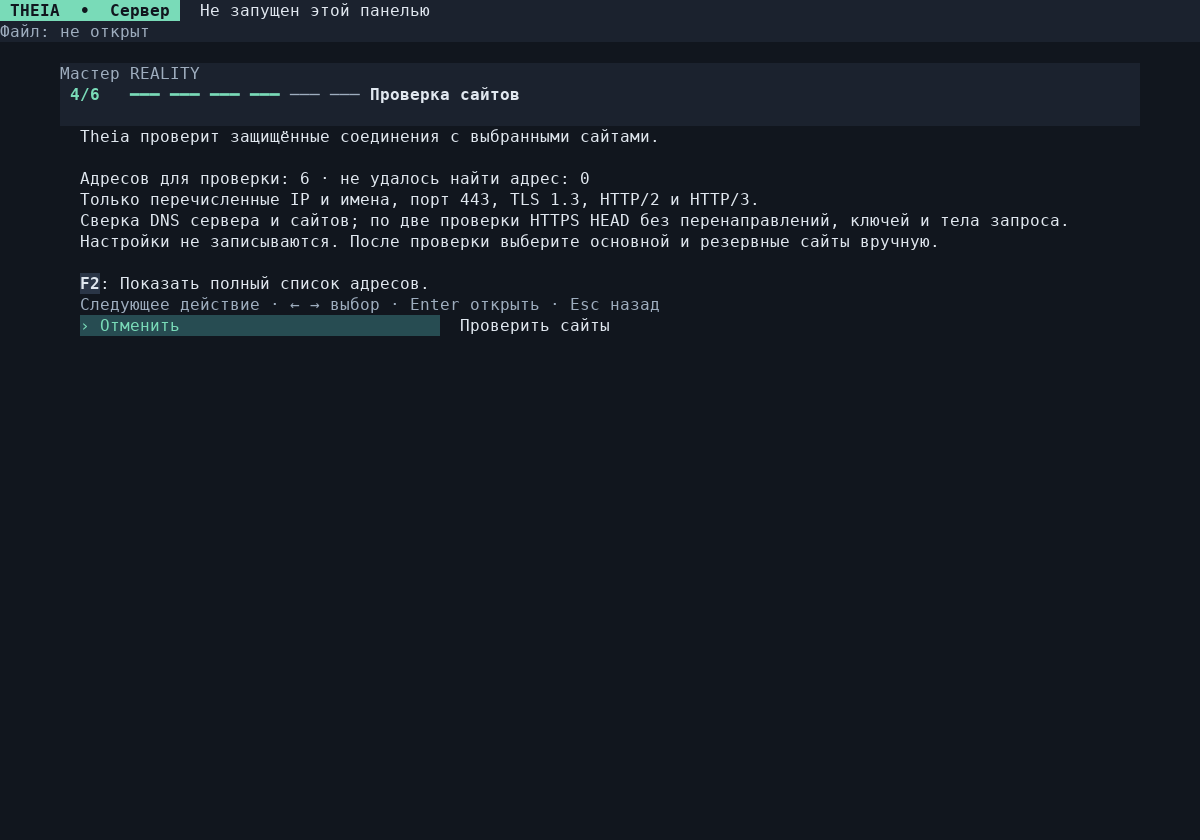 THEIA • Сервер Не запущен этой панелью
Файл: не открыт
Мастер REALITY
4/6 Проверка сайтов
Theia проверит защищённые соединения с выбранными сайтами.
Адресов для проверки: 6 · не удалось найти адрес: 0
Только перечисленные IP и имена, порт 443, TLS 1.3, HTTP/2 и HTTP/3.
Сверка DNS сервера и сайтов; по две проверки HTTPS HEAD без перенаправлений, ключей и тела запроса.
Настройки не записываются. После проверки выберите основной и резервные сайты вручную.
F2: Показать полный список адресов.
Следующее действие · ← → выбор · Enter открыть · Esc назад
› Отменить Проверить сайты